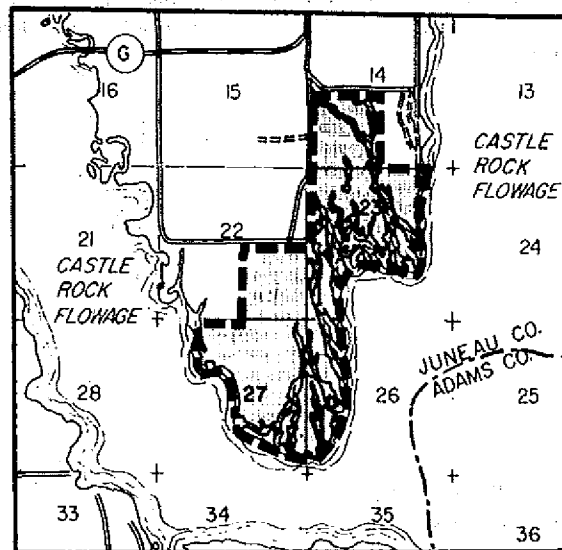 G
16 15 14 13
CASTLE
ROCK
FLOWAGE
23
21 22 24
CASTLE
ROCK
FLOWAGE
JUNEAU CO.
ADAMS CO.
28 27 26 25
33 34 35 36